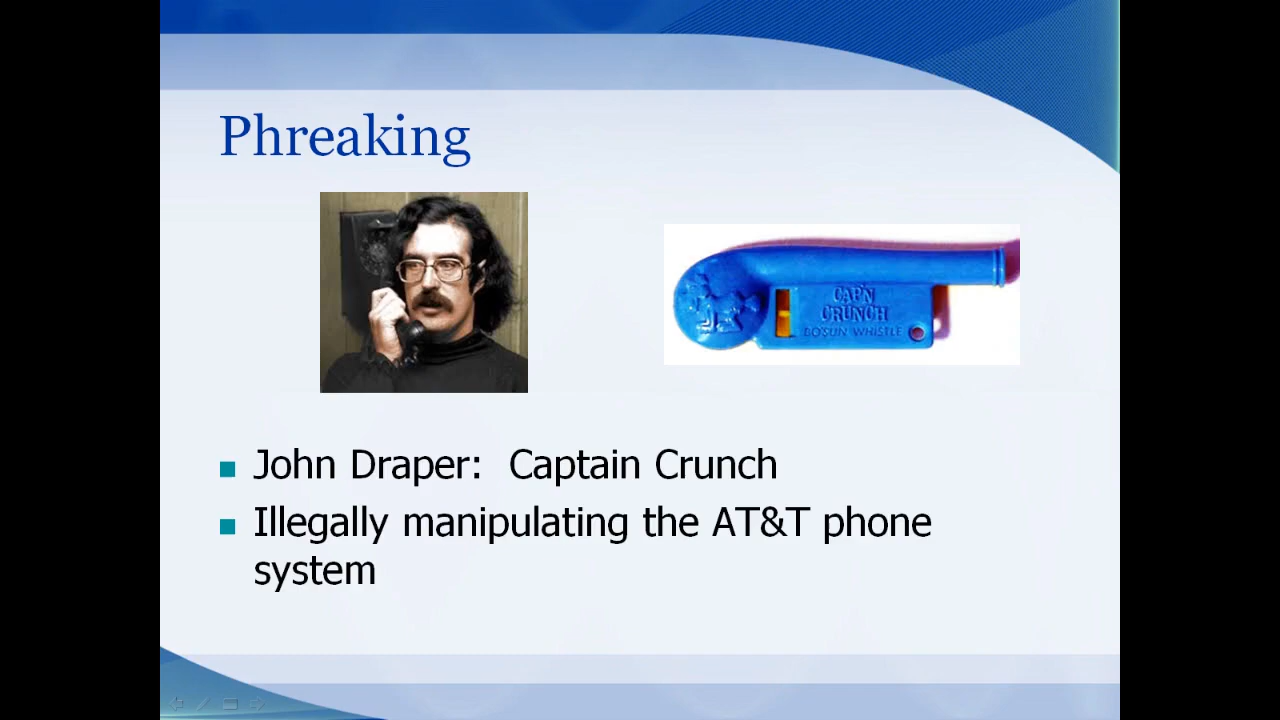 Phreaking
CAP'N
CRUNCH
BO'SUN WHISTLE
John Draper:  Captain Crunch
Illegally manipulating the AT&T phone
system